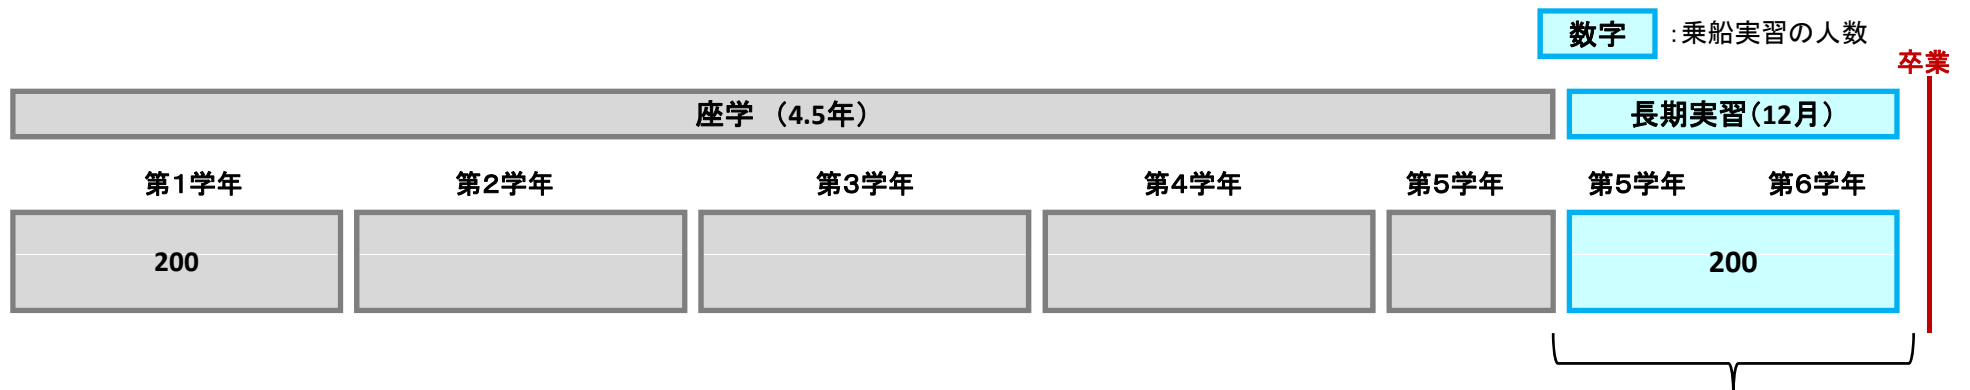 数字 :乗船実習の人数
卒業
座学 （4.5年） 長期実習（12月）
第1学年 第2学年 第3学年 第4学年 第5学年 第5学年 第6学年
200 200